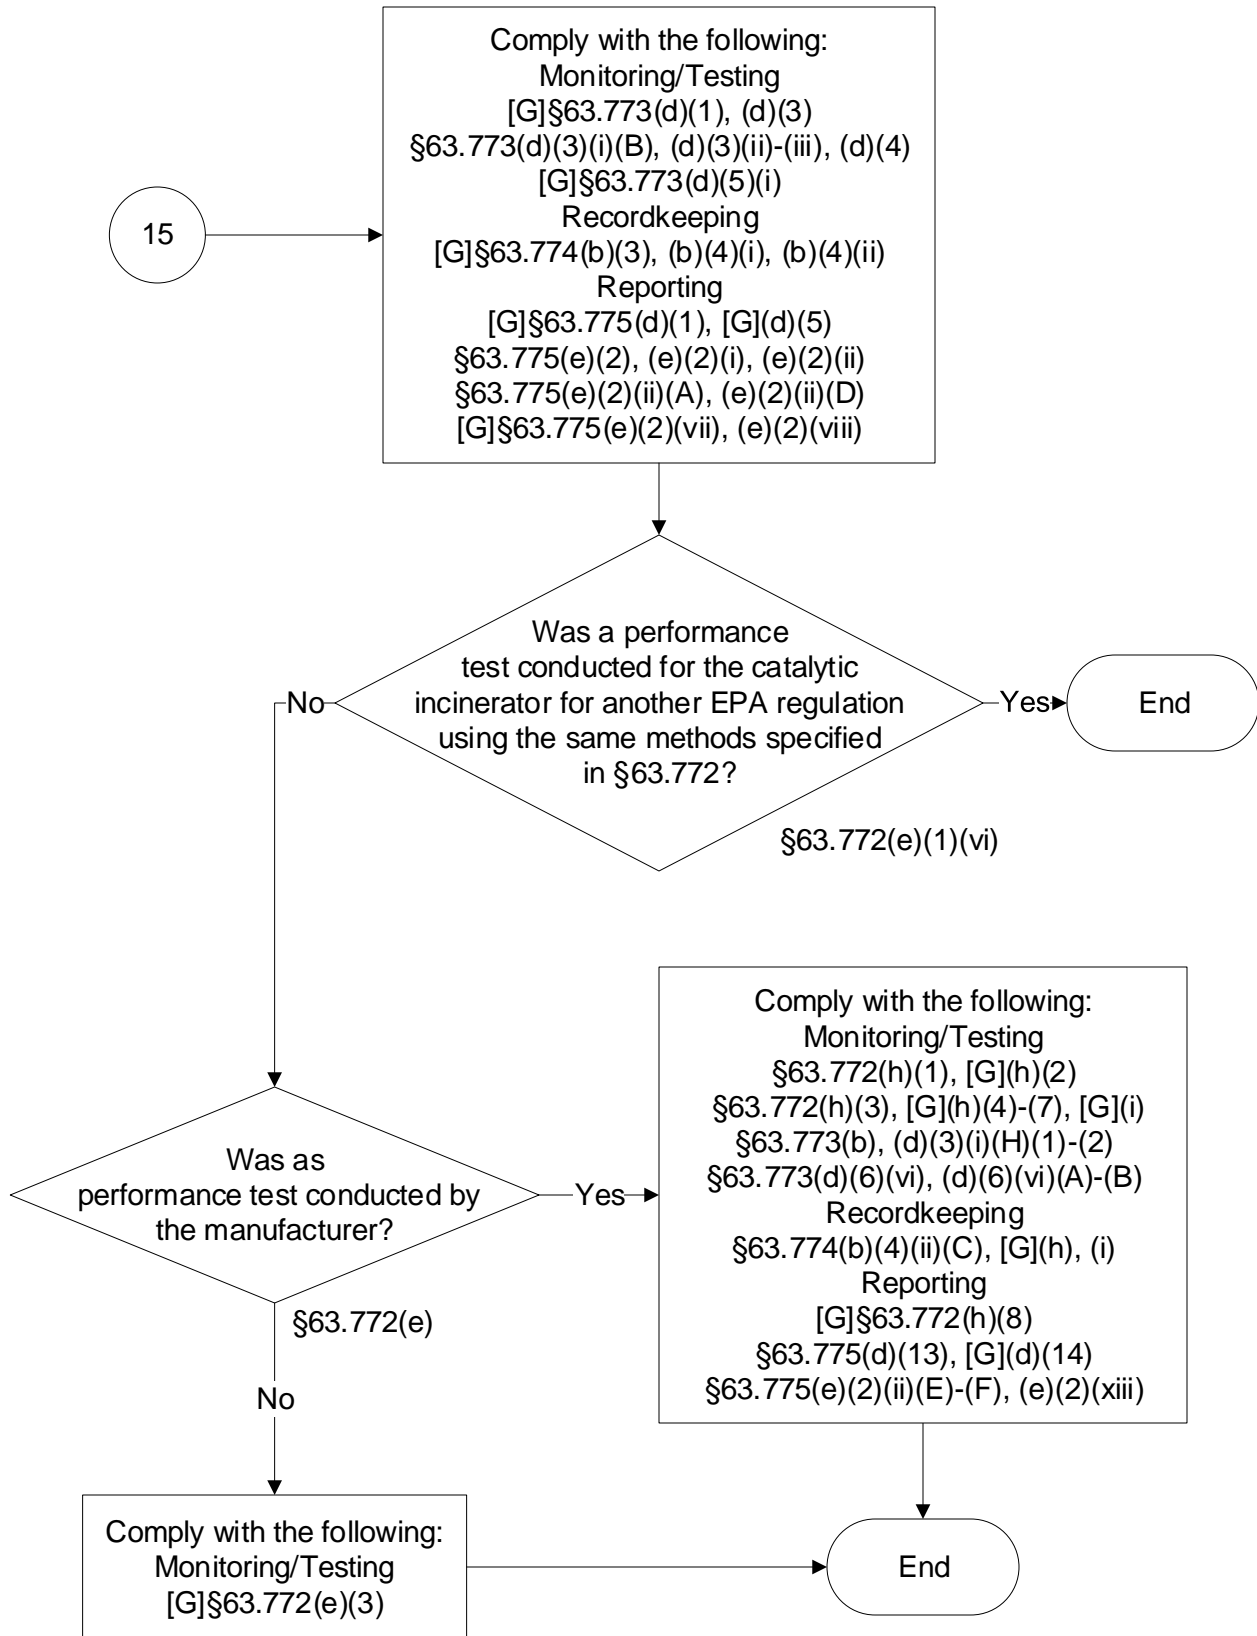 Comply with the following:
Monitoring/Testing
[G]§63.773(d)(1), (d)(3)
§63.773(d)(3)(i)(B), (d)(3)(ii)-(iii), (d)(4)
[G]§63.773(d)(5)(i)
Recordkeeping
[G]§63.774(b)(3), (b)(4)(i), (b)(4)(ii)
Reporting
[G]§63.775(d)(1), [G](d)(5)
§63.775(e)(2), (e)(2)(i), (e)(2)(ii)
§63.775(e)(2)(ii)(A), (e)(2)(ii)(D)
[G]§63.775(e)(2)(vii), (e)(2)(viii)
15
Was a performance
test conducted for the catalytic
incinerator for another EPA regulation
using the same methods specified
in §63.772?
No
Yes
End
§63.772(e)(1)(vi)
Was as
performance test conducted by
the manufacturer?
Yes
§63.772(e)
No
Comply with the following:
Monitoring/Testing
§63.772(h)(1), [G](h)(2)
§63.772(h)(3), [G](h)(4)-(7), [G](i)
§63.773(b), (d)(3)(i)(H)(1)-(2)
§63.773(d)(6)(vi), (d)(6)(vi)(A)-(B)
Recordkeeping
§63.774(b)(4)(ii)(C), [G](h), (i)
Reporting
[G]§63.772(h)(8)
§63.775(d)(13), [G](d)(14)
§63.775(e)(2)(ii)(E)-(F), (e)(2)(xiii)
Comply with the following:
Monitoring/Testing
[G]§63.772(e)(3)
End